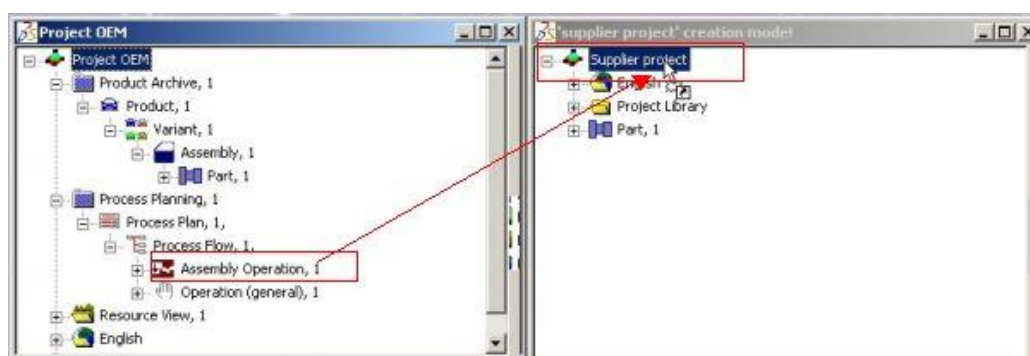 Project OEM
Project OEM
Product Archive, 1
Product, 1
Variant, 1
Assembly, 1
Part, 1
Process Planning, 1
Process Plan, 1,
Process Flow, 1,
Assembly Operation, 1
Operation (general), 1
Resource View, 1
English
'supplier project' creation mode!
Supplier project
English
Project Library
Part, 1